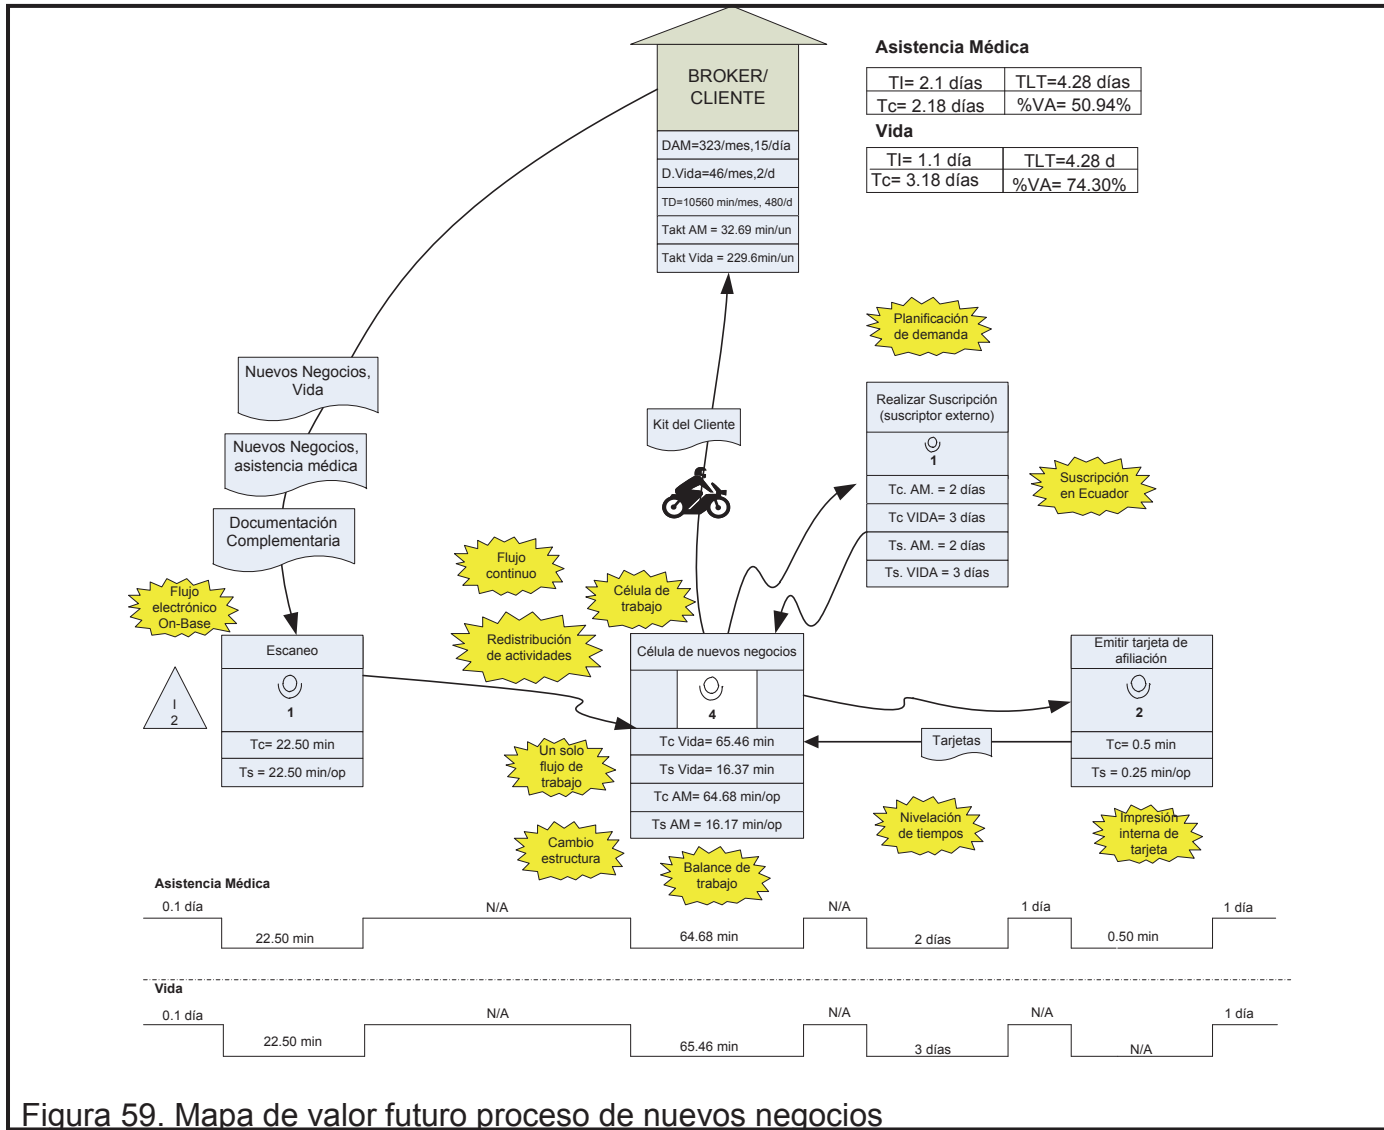 BROKER/
CLIENTE
DAM=323/mes,15/día
D.Vida=46/mes,2/d
TD=10560 min/mes, 480/d
Takt AM = 32.69 min/un
Takt Vida = 229.6min/un
Asistencia Médica
TI= 2.1 días
TLT=4.28 días
Tc= 2.18 días
%VA= 50.94%
Vida
TI= 1.1 día
TLT=4.28 d
Tc= 3.18 días
%VA= 74.30%
Planificación
de demanda
Nuevos Negocios,
Vida
Nuevos Negocios,
asistencia médica
Documentación
Complementaria
Kit del Cliente
Realizar Suscripción
(suscriptor externo)
1
Tc. AM. = 2 días
Tc VIDA= 3 días
Ts. AM. = 2 días
Ts. VIDA = 3 días
Suscripción
en Ecuador
Flujo
electrónico
On-Base
Flujo
continuo
Célula de
trabajo
Redistribución
de actividades
I
2
Escaneo
1
Tc= 22.50 min
Ts = 22.50 min/op
Célula de nuevos negocios
4
Tc Vida= 65.46 min
Ts Vida= 16.37 min
Tc AM= 64.68 min/op
Ts AM = 16.17 min/op
Tarjetas
Emitir tarjeta de
afiliación
2
Tc= 0.5 min
Ts = 0.25 min/op
Un solo
flujo de
trabajo
Cambio
estructura
Balance de
trabajo
Nivelación
de tiempos
Impresión
interna de
tarjeta
Asistencia Médica
0.1 día
N/A
N/A
1 día
1 día
22.50 min
64.68 min
2 días
0.50 min
Vida
0.1 día
N/A
N/A
N/A
1 día
22.50 min
65.46 min
3 días
N/A
Figura 59. Mapa de valor futuro proceso de nuevos negocios